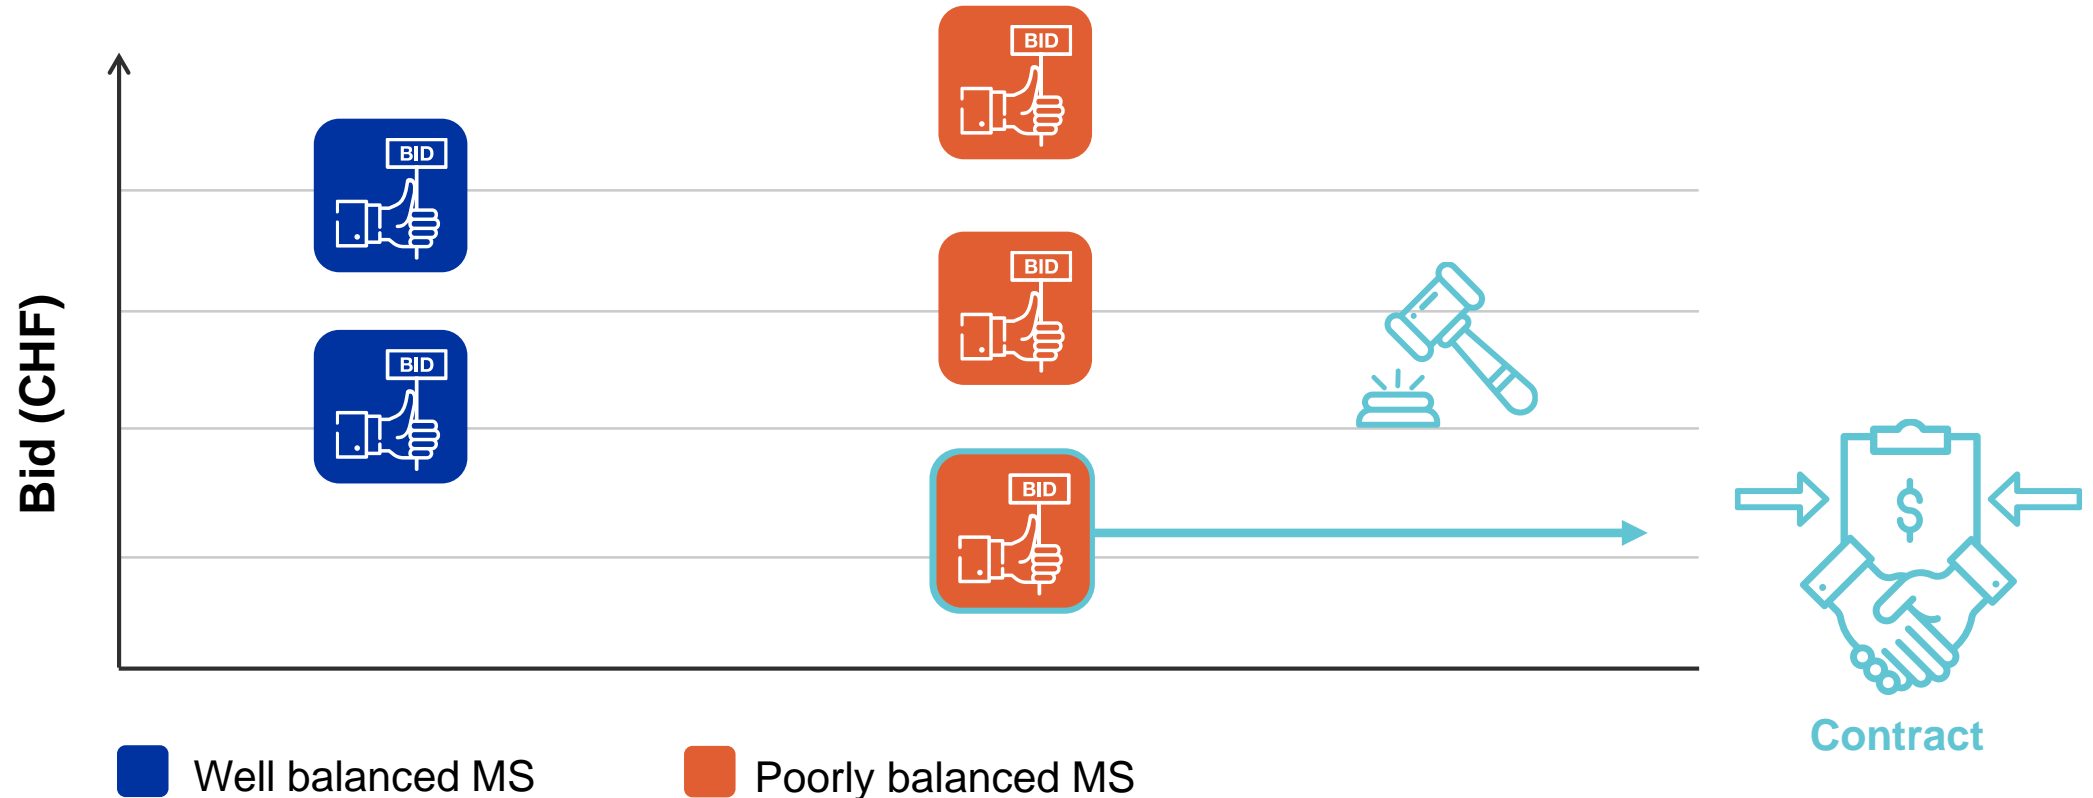 BID
BID
BID
BID
BID
Bid (CHF)
$
Contract
Well balanced MS
Poorly balanced MS